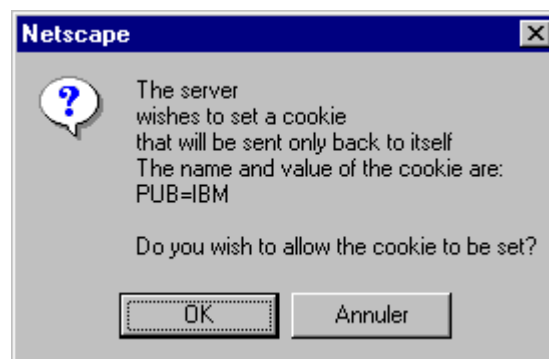 Netscape
The server
wishes to set a cookie
that will be sent only back to itself
The name and value of the cookie are:
PUB=IBM
Do you wish to allow the cookie to be set?
OK
Annuler